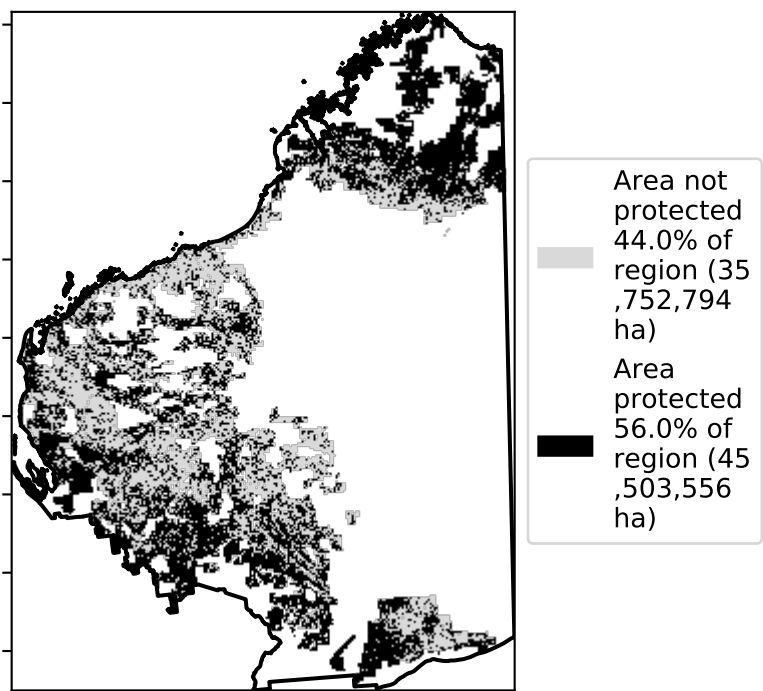 Area not
protected
44.0% of
region (35
,752,794
ha)
Area
protected
56.0% of
region (45
,503,556
ha)